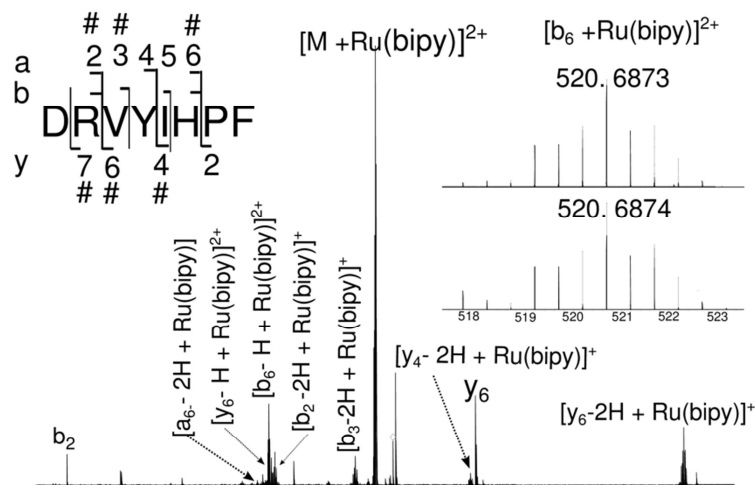 # # #
2 3 4 5 6
a
b
DRVYIHPF
y
7 6 4 2
# # #
[M +Ru(bipy)]2+
[b6 +Ru(bipy)]2+
520. 6873
520. 6874
518 519 520 521 522 523
[a6- 2H + Ru(bipy)]
[y6- H + Ru(bipy)]2+
[b6- H + Ru(bipy)]2+
[b2 -2H + Ru(bipy)]+
[b3-2H + Ru(bipy)]+
[y4- 2H + Ru(bipy)]+
y6
[y6-2H + Ru(bipy)]+
b2